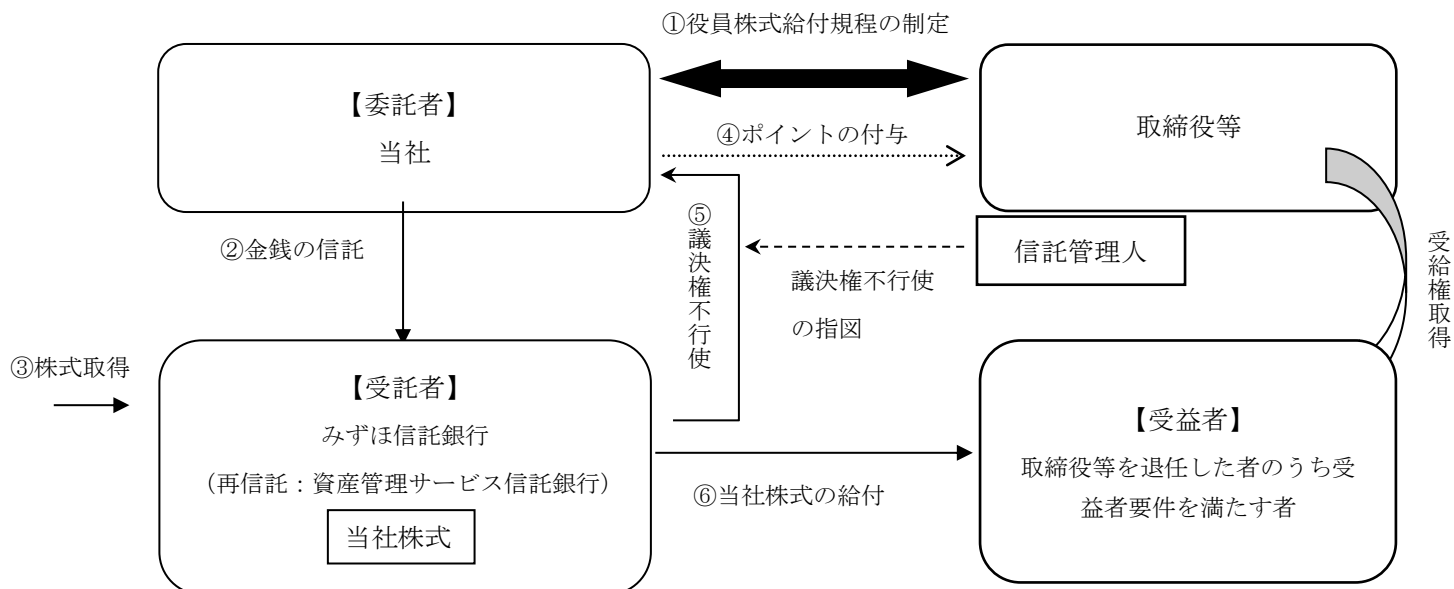 ①役員株式給付規程の制定
【委託者】
当社
④ポイントの付与
取締役等
②金銭の信託
⑤議決権不行使
信託管理人
議決権不行使
の指図
受給権取得
③株式取得
【受託者】
みずほ信託銀行
(再信託:資産管理サービス信託銀行)
当社株式
⑥当社株式の給付
【受益者】
取締役等を退任した者のうち受
益者要件を満たす者